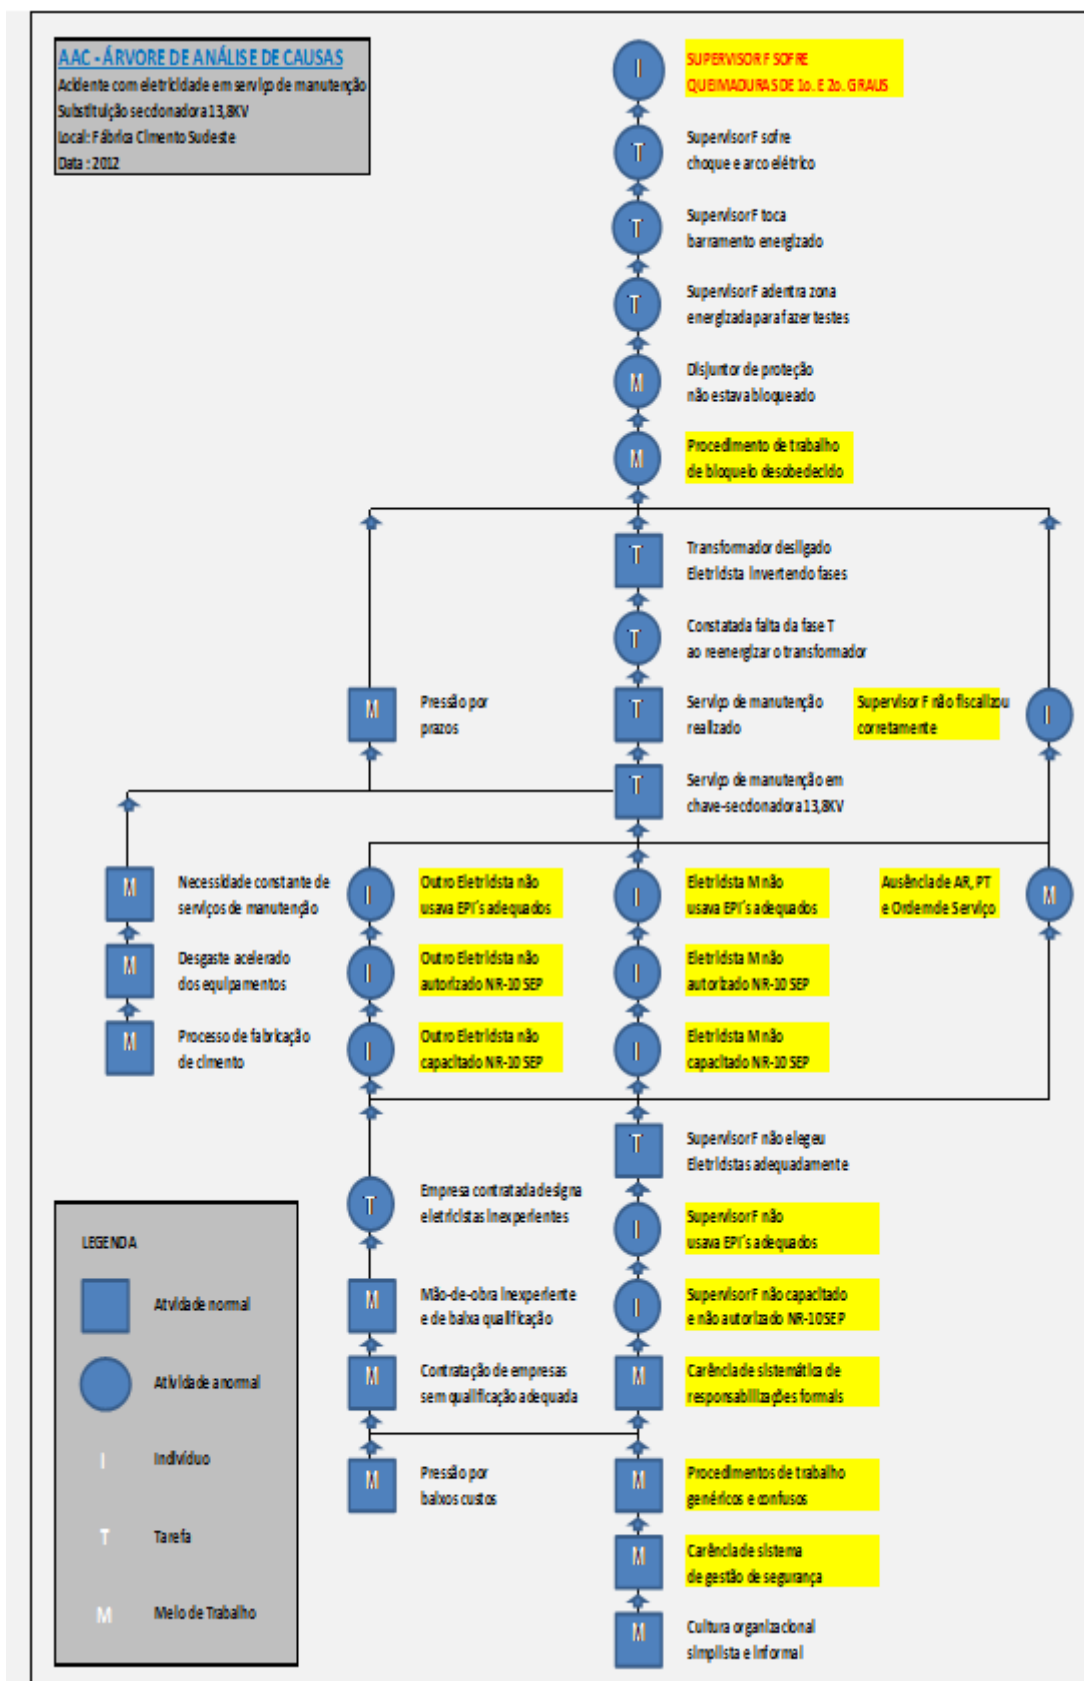 AAC - ÁRVORE DE ANÁLISE DE CAUSAS
Acidente com eletricidade em serviço de manutenção
Substituição seccionadora 13,8KV
Local: Fábrica Cimento Sudeste
Data : 2012
I
SUPERVISOR F SOFRE
QUEIMADURAS DE 1o. E 2o. GRAUS
T
Supervisor F sofre
choque e arco elétrico
T
Supervisor F toca
barramento energizado
T
Supervisor F adentra zona
energizada para fazer testes
M
Disjuntor de proteção
não estava bloqueado
M
Procedimento de trabalho
de bloqueio desobedecido
T
Transformador desligado
Eletricista invertendo fases
T
Constatada falta da fase T
ao reenergizar o transformador
M
Pressão por
prazos
T
Serviço de manutenção
realizado
Supervisor F não fiscalizou
corretamente
I
T
Serviço de manutenção em
chave-seccionadora 13,8KV
M
Necessidade constante de
serviços de manutenção
I
Outro Eletricista não
usava EPI´s adequados
I
Eletricista M não
usava EPI´s adequados
Ausência de AR, PT
e Ordem de Serviço
M
M
Desgaste acelerado
dos equipamentos
I
Outro Eletricista não
autorizado NR-10 SEP
I
Eletricista M não
autorizado NR-10 SEP
M
Processo de fabricação
de cimento
I
Outro Eletricista não
capacitado NR-10 SEP
I
Eletricista M não
capacitado NR-10 SEP
T
Supervisor F não elegeu
Eletricistas adequadamente
T
Empresa contratada designa
eletricistas inexperientes
I
Supervisor F não
usava EPI´s adequados
M
Mão-de-obra inexperiente
e de baixa qualificação
I
Supervisor F não capacitado
e não autorizado NR-10 SEP
M
Contratação de empresas
sem qualificação adequada
M
Carência de sistemática de
responsabilizações formais
M
Pressão por
baixos custos
M
Procedimentos de trabalho
genéricos e confusos
M
Carência de sistema
de gestão de segurança
M
Cultura organizacional
simplista e informal
LEGENDA
Atvidade normal
Atividade anormal
I
Indivíduo
T
Tarefa
M
Meio de Trabalho